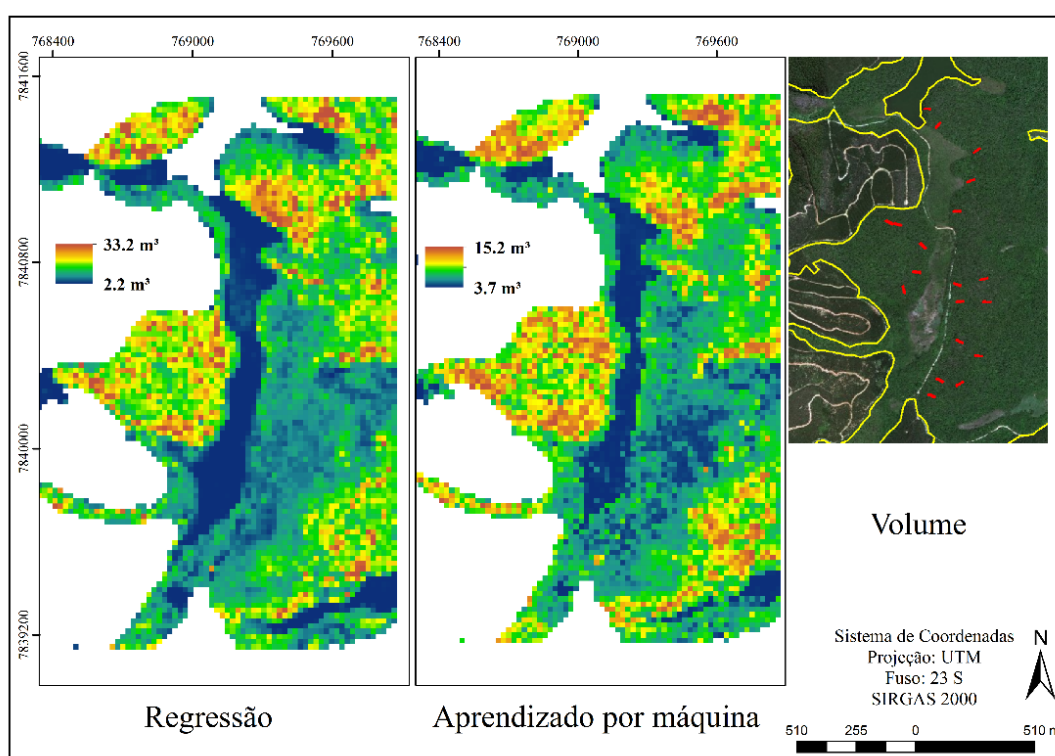 768400 769000 769600
768400 769000 769600
7841600
7840800
7840000
7839200
33.2 m³
2.2 m³
15.2 m³
3.7 m³
Volume
Sistema de Coordenadas
Projeção: UTM
Fuso: 23 S
SIRGAS 2000
N
510 255 0 510 m
Regressão
Aprendizado por máquina